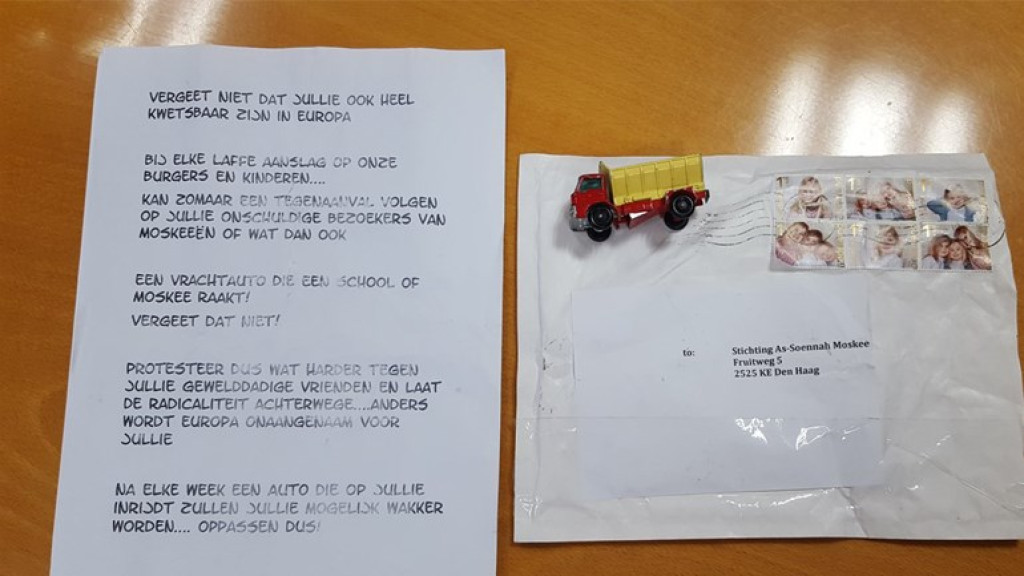 VERGEET NIET DAT JULLIE OOK HEEL
KWETSBAAR ZIJN IN EUROPA
BIJ ELKE LAFFE AANSLAG OP ONZE
BURGERS EN KINDEREN....
KAN ZOMAAR EEN TEGENAANVAL VOLGEN
OP JULLIE ONSCHULDIGE BEZOEKERS VAN
MOSKEEËN OF WAT DAN OOK
EEN VRACHTAUTO DIE EEN SCHOOL OF
MOSKEE RAAKT!
VERGEET DAT NIET!
PROTESTEER DUS WAT HARDER TEGEN
JULLIE GEWELDDADIGE VRIENDEN EN LAAT
DE RADICALITEIT ACHTERWEGE....ANDERS
WORDT EUROPA ONAANGENAAM VOOR
JULLIE
NA ELKE WEEK EEN AUTO DIE OP JULLIE
INRIJDT ZULLEN JULLIE MOGELIJK WAKKER
WORDEN.... OPPASSEN DUS!
to: Stichting As-Soennah Moskee
Fruitweg 5
2525 KE Den Haag